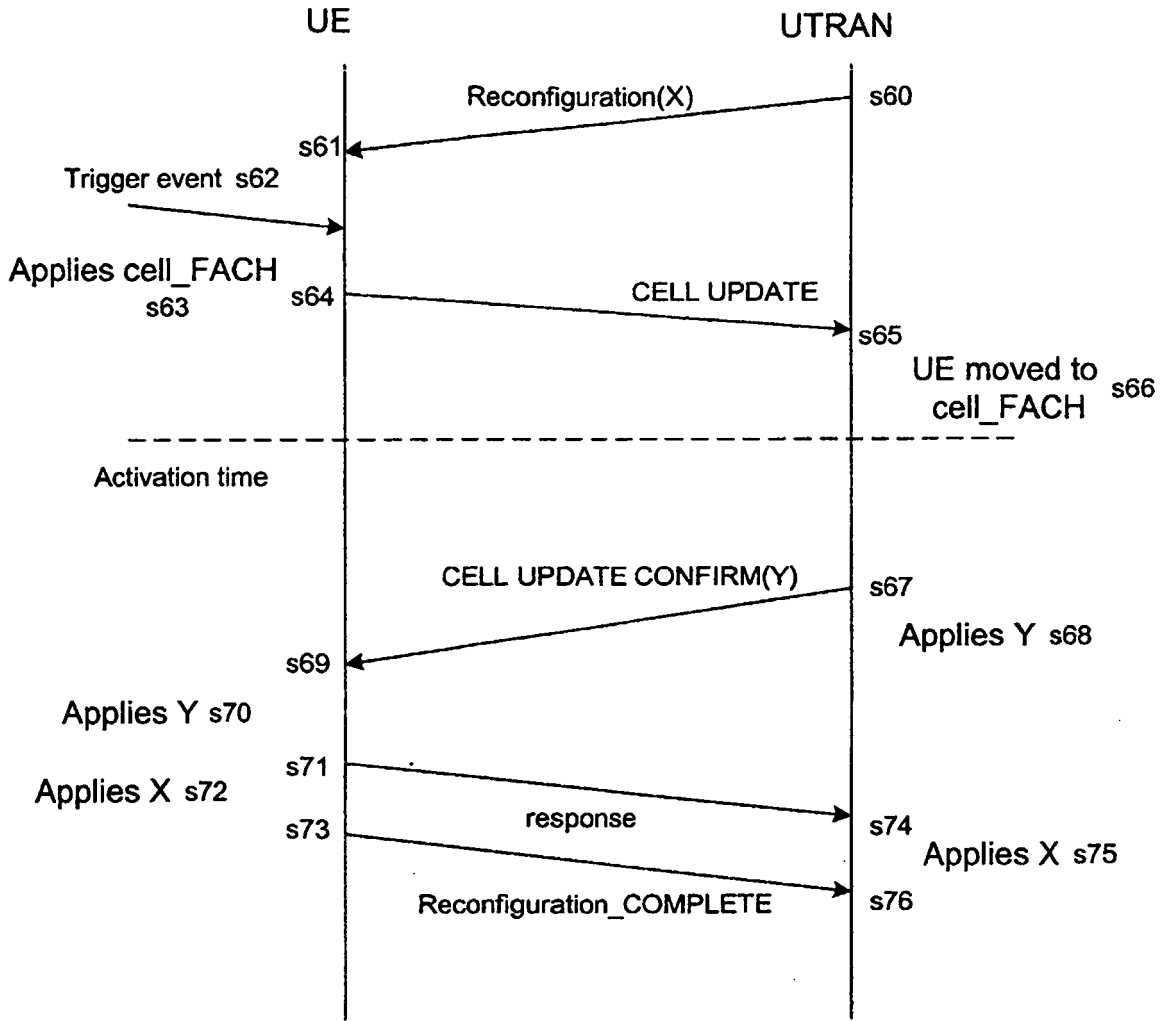 UE
UTRAN
Reconfiguration(X)
s60
s61
Trigger event s62
Applies cell_FACH
s63
s64
CELL UPDATE
s65
UE moved to
cell_FACH
s66
Activation time
CELL UPDATE CONFIRM(Y)
s67
Applies Y s68
s69
Applies Y s70
s71
Applies X s72
response
s73
s74
Applies X s75
Reconfiguration_COMPLETE
s76